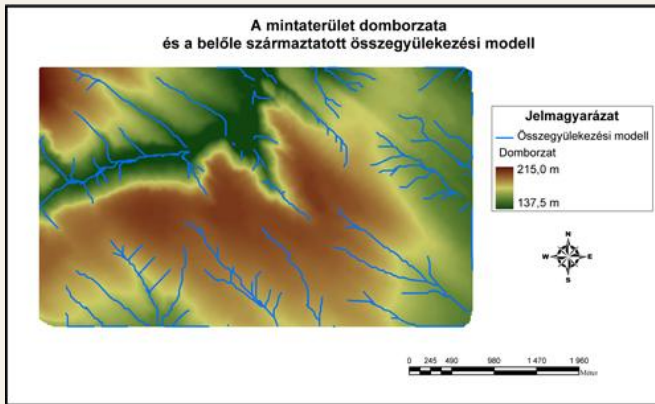 A mintaterület domborzata
és a belőle származtatott összegyülekezési modell
Jelmagyarázat
Összegyülekezési modell
Domborzat
215,0 m
137,5 m
N
W E
S
0 245 490 980 1 470 1 960
Méter